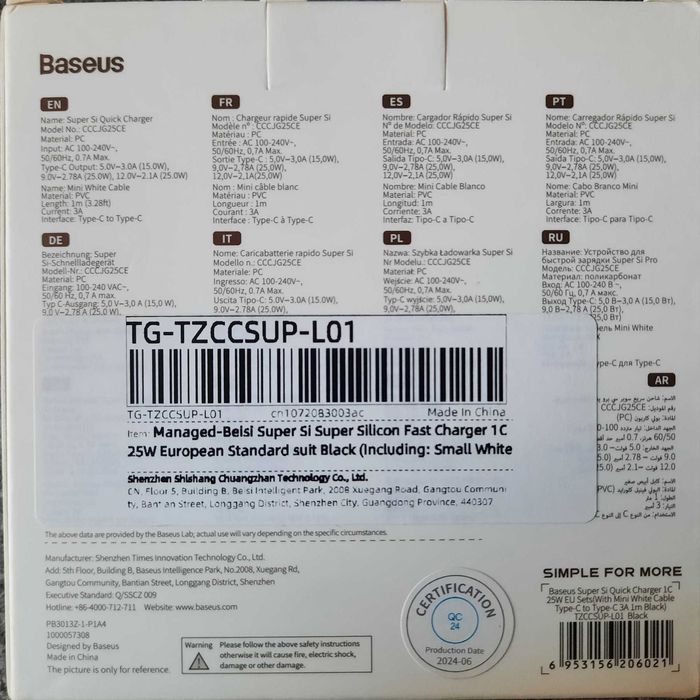 Baseus
EN
Name: Super Si Quick Charger
Model No.: CCCJG25CE
Material: PC
Input: AC 100-240V~,
50/60Hz, 0.7A Max.
Type-C Output: 5.0V⎓3.0A (15.0W),
9.0V⎓2.78A (25.0W), 12.0V⎓2.1A (25.0W)
Name: Mini White Cable
Material: PVC
Length: 1m (3.28ft)
Current: 3A
Interface: Type-C to Type-C
FR
Nom : Chargeur rapide Super Si
Modèle n° : CCCJG25CE
Matériau : PC
Entrée : AC 100-240V~,
50/60Hz, 0,7A Max.
Sortie Type-C : 5,0V⎓3,0A (15,0W),
9,0V⎓2,78A (25,0W),
12,0V⎓2,1A (25,0W)
Nom : Mini câble blanc
Matériau : PVC
Longueur : 1m
Courant : 3A
Interface : Type-C à Type-C
ES
Nombre: Cargador Rápido Super Si
N° de Modelo: CCCJG25CE
Material: PC
Entrada: AC 100-240V~,
50/60Hz, 0,7A Max.
Salida Tipo-C: 5,0V⎓3,0A (15,0W),
9,0V⎓2,78A (25,0W),
12,0V⎓2,1A(25,0W)
Nombre: Mini Cable Blanco
Material: PVC
Longitud: 1m
Corriente: 3A
Interfaz: Tipo-C a Tipo-C
PT
Nome: Carregador Rápido Super Si
Modelo N°: CCCJG25CE
Material: PC
Entrada: AC 100-240V~,
50/60Hz, 0,7A Max.
Saída Tipo-C: 5,0V⎓3,0A (15,0W),
9,0V⎓2,78A (25,0W),
12,0V⎓2,1A (25,0W)
Nome: Cabo Branco Mini
Material: PVC
Largura: 1m
Corrente: 3A
Interface: Tipo-C para Tipo-C
DE
Bezeichnung: Super
Si-Schnellladegerät
Modell-Nr.: CCCJG25CE
Material: PC
Eingang: 100-240 VAC~,
50/60 Hz, 0,7 A max.
Typ C-Ausgang: 5,0 V⎓3,0 A (15,0 W),
9,0 V⎓2,78 A (25,0 W),
IT
Nome: Caricabatterie rapido Super Si
Modello n.: CCCJG25CE
Materiale: PC
Ingresso: AC 100-240V~,
50/60Hz, 0.7A Max.
Uscita Tipo-C: 5.0V⎓3.0A (15.0W),
9.0V⎓2.78A (25.0W),
PL
Nazwa: Szybka Ładowarka Super Si
Nr Modelu.: CCCJG25CE
Materiał: PC
Wejście: AC 100-240V~,
50/60Hz, 0,7A Max.
Typ-C wyjście: 5,0V⎓3,0A (15,0W),
9,0V⎓2,78A (25,0W),
RU
Название: Устройство для
быстрой зарядки Super Si Pro
Модель: CCCJG25CE
Материал: поликарбонат
Вход: AC 100-240 В ~,
50/60 Гц, 0,7 А макс.
Выход Type-C: 5,0 В⎓3,0 А (15,0 Вт),
9,0 В⎓2,78 А (25,0 Вт),
(25,0 Вт)
ель Mini White
ype-C для Type-C
AR
TG-TZCCSUP-L01
TG-TZCCSUP-L01 cn1072083003ac Made In China
Item: Managed-Beisi Super Si Super Silicon Fast Charger 1C
25W European Standard suit Black (Including: Small White
Shenzhen Shishang Chuangzhan Technology Co., Ltd.
CN, Floor 5, Building B, Beisi Intelligent Park, 2008 Xuegang Road, Gangtou Communi
ty, Bantian Street, Longgang District, Shenzhen City, Guangdong Province, 440307
The above data are provided by the Baseus Lab; actual use will vary depending on the specific circumstances.
Manufacturer: Shenzhen Times Innovation Technology Co., Ltd.
Add: 5th Floor, Building B, Baseus Intelligence Park, No.2008, Xuegang Rd,
Gangtou Community, Bantian Street, Longgang District, Shenzhen
Executive Standard: Q/SSCZ 009
Hotline: +86-4000-712-711 Website: www.baseus.com
PB3013Z-1-P1A4
1000057308
Designed by Baseus
Made in China
The picture is only for reference.
Warning
Please follow the above safety instructions
otherwise it will cause fire, electric shock,
damage or other injuries.
CERTIFICATION
QC
24
Production Date
2024-06
SIMPLE FOR MORE
Baseus Super Si Quick Charger 1C
25W EU Sets(With Mini White Cable
Type-C to Type-C 3A 1m Black)
TZCCSUP-L01 Black
6 953156 206021